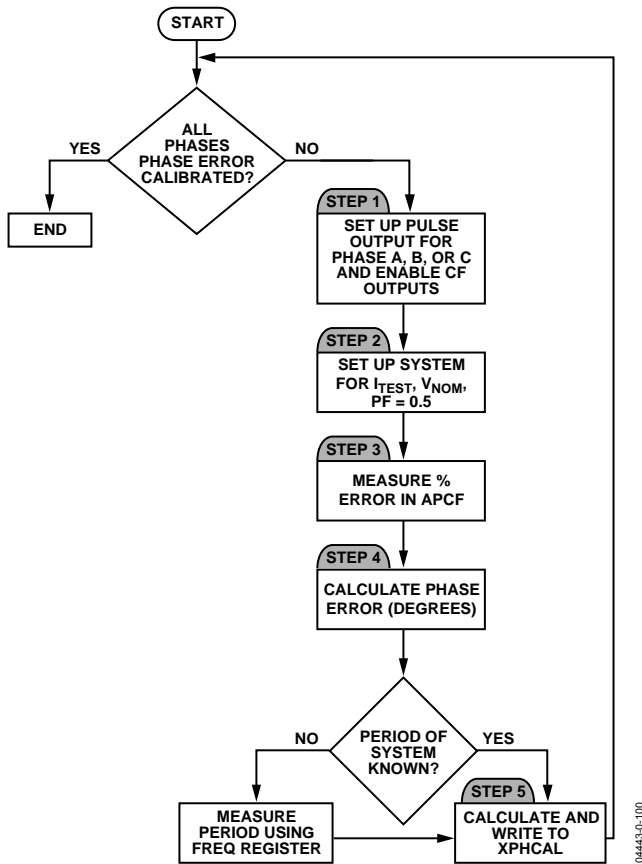 START
ALL
PHASES
PHASE ERROR
CALIBRATED?
YES
NO
END
STEP 1
SET UP PULSE
OUTPUT FOR
PHASE A, B, OR C
AND ENABLE CF
OUTPUTS
STEP 2
SET UP SYSTEM
FOR ITEST, VNOM,
PF = 0.5
STEP 3
MEASURE %
ERROR IN APCF
STEP 4
CALCULATE PHASE
ERROR (DEGREES)
NO
PERIOD OF
SYSTEM
KNOWN?
YES
MEASURE
PERIOD USING
FREQ REGISTER
STEP 5
CALCULATE AND
WRITE TO
XPHCAL
04443-0-100